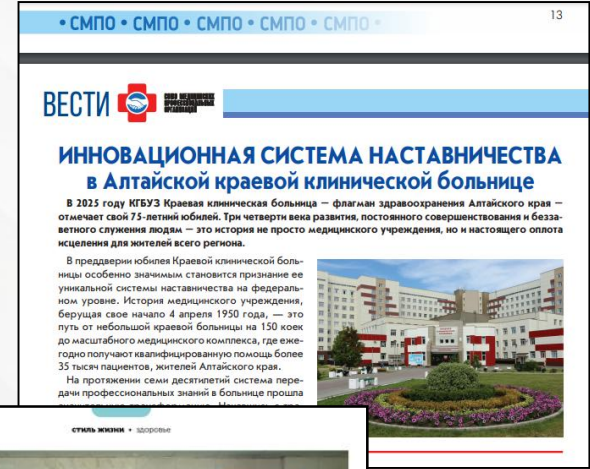 • СМПО • СМПО • СМПО • СМПО • СМПО •
13
ВЕСТИ
СОЮЗ МЕДИЦИНСКИХ
ПРОФЕССИОНАЛЬНЫХ
ОРГАНИЗАЦИЙ
ИННОВАЦИОННАЯ СИСТЕМА НАСТАВНИЧЕСТВА
в Алтайской краевой клинической больнице
В 2025 году КГБУЗ Краевая клиническая больница — флагман здравоохранения Алтайского края —
отмечает свой 75-летний юбилей. Три четверти века развития, постоянного совершенствования и безза-
ветного служения людям — это история не просто медицинского учреждения, но и настоящего оплота
исцеления для жителей всего региона.
В преддверии юбилея Краевой клинической боль-
ницы особенно значимым становится признание ее
уникальной системы наставничества на федераль-
ном уровне. История медицинского учреждения,
берущая свое начало 4 апреля 1950 года, — это
путь от небольшой краевой больницы на 150 коек
до масштабного медицинского комплекса, где еже-
годно получают квалифицированную помощь более
35 тысяч пациентов, жителей Алтайского края.
На протяжении семи десятилетий система пере-
дачи профессиональных знаний в больнице прошла
стиль жизни • здоровье